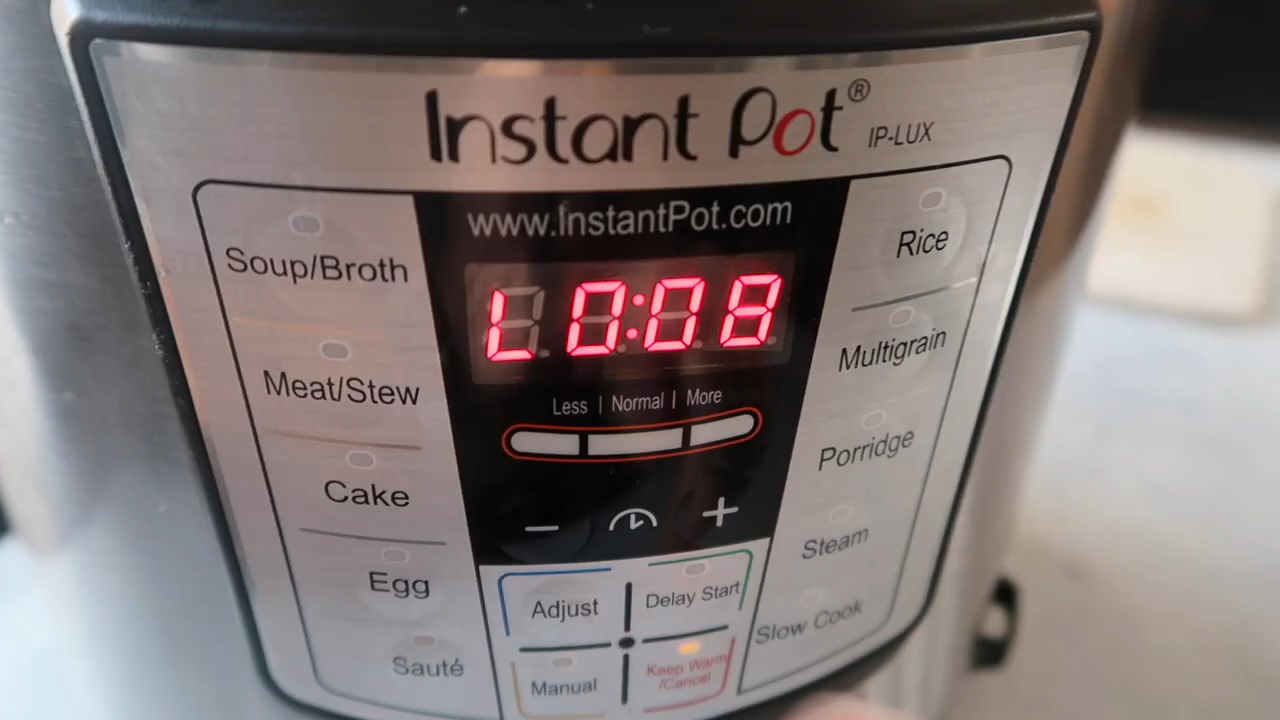 Instant Pot® IP-LUX
www.InstantPot.com
L0:08
Less | Normal | More
− +
Soup/Broth
Meat/Stew
Cake
Egg
Sauté
Rice
Multigrain
Porridge
Steam
Slow Cook
Adjust
Delay Start
Manual
Keep Warm
/Cancel